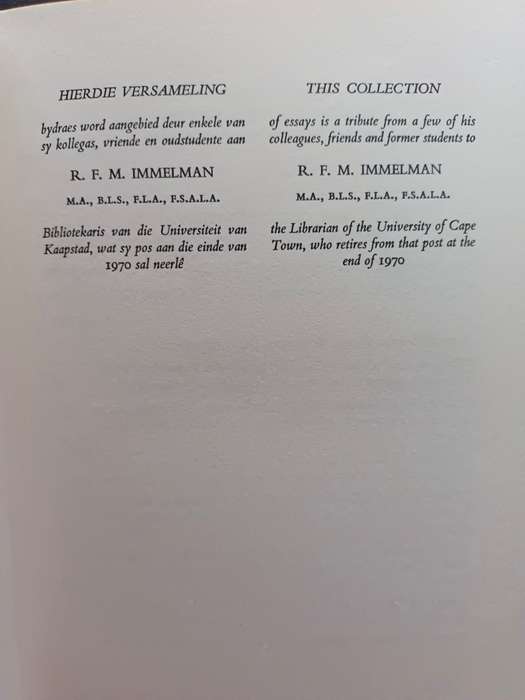 HIERDIE VERSAMELING
bydraes word aangebied deur enkele van
sy kollegas, vriende en oudstudente aan
R. F. M. IMMELMAN
M.A., B.L.S., F.L.A., F.S.A.L.A.
Bibliotekaris van die Universiteit van
Kaapstad, wat sy pos aan die einde van
1970 sal neerlê
THIS COLLECTION
of essays is a tribute from a few of his
colleagues, friends and former students to
R. F. M. IMMELMAN
M.A., B.L.S., F.L.A., F.S.A.L.A.
the Librarian of the University of Cape
Town, who retires from that post at the
end of 1970